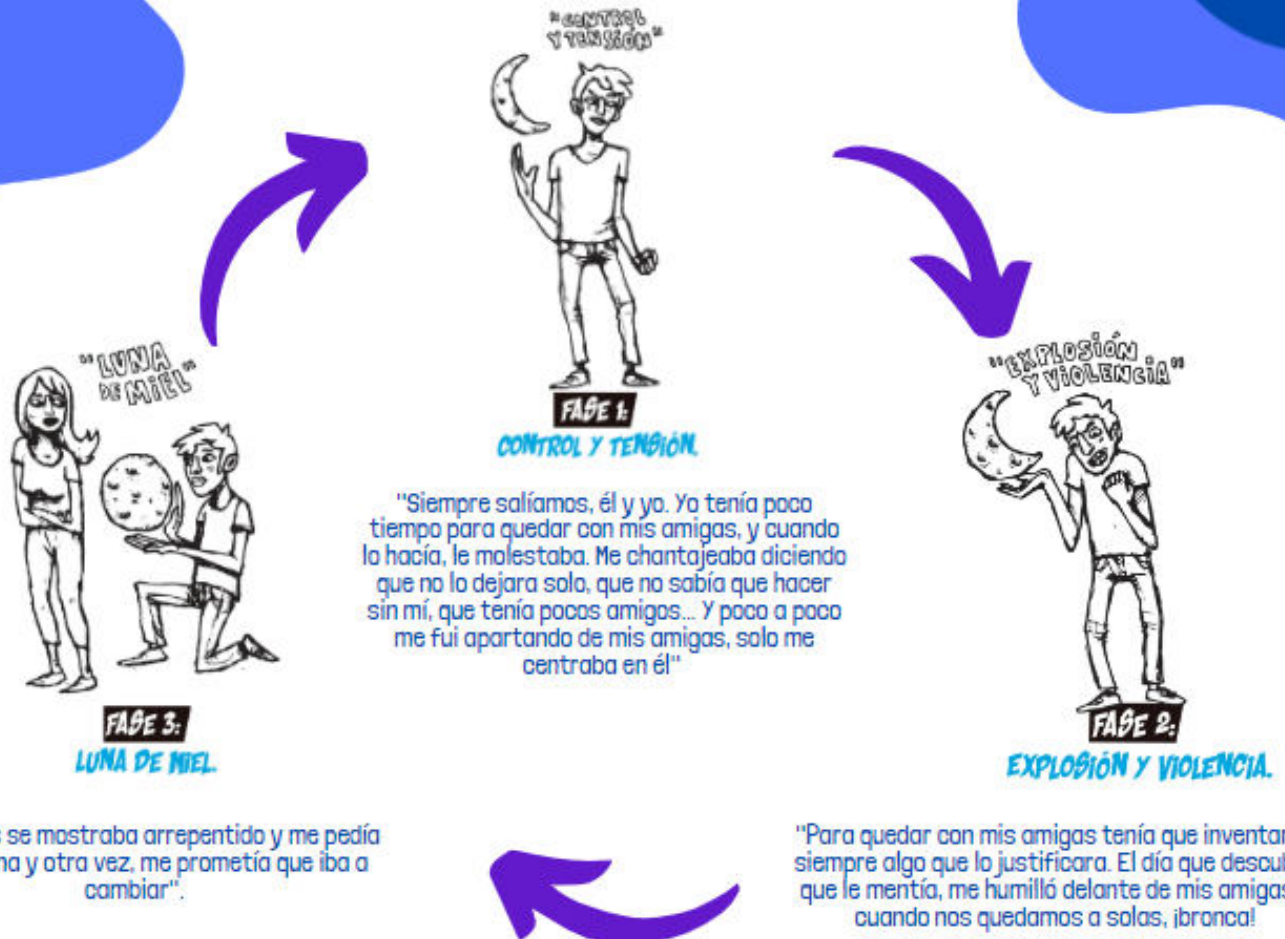 "CONTROL
Y TENSIÓN"
FASE 1:
CONTROL Y TENSIÓN.
"Siempre salíamos, él y yo. Yo tenía poco
tiempo para quedar con mis amigas, y cuando
lo hacía, le molestaba. Me chantajeaba diciendo
que no lo dejara solo, que no sabía que hacer
sin mí, que tenía pocos amigos... Y poco a poco
me fui apartando de mis amigas, solo me
centraba en él"
"EXPLOSIÓN
Y VIOLENCIA"
FASE 2:
EXPLOSIÓN Y VIOLENCIA.
"Para quedar con mis amigas tenía que inventar
siempre algo que lo justificara. El día que
que le mentía, me humilló delante de mis amigas
cuando nos quedamos a solas, ¡bronca!
"LUNA
DE MIEL"
FASE 3:
LUNA DE MIEL.
se mostraba arrepentido y me pedía
y otra vez, me prometía que iba a
cambiar".